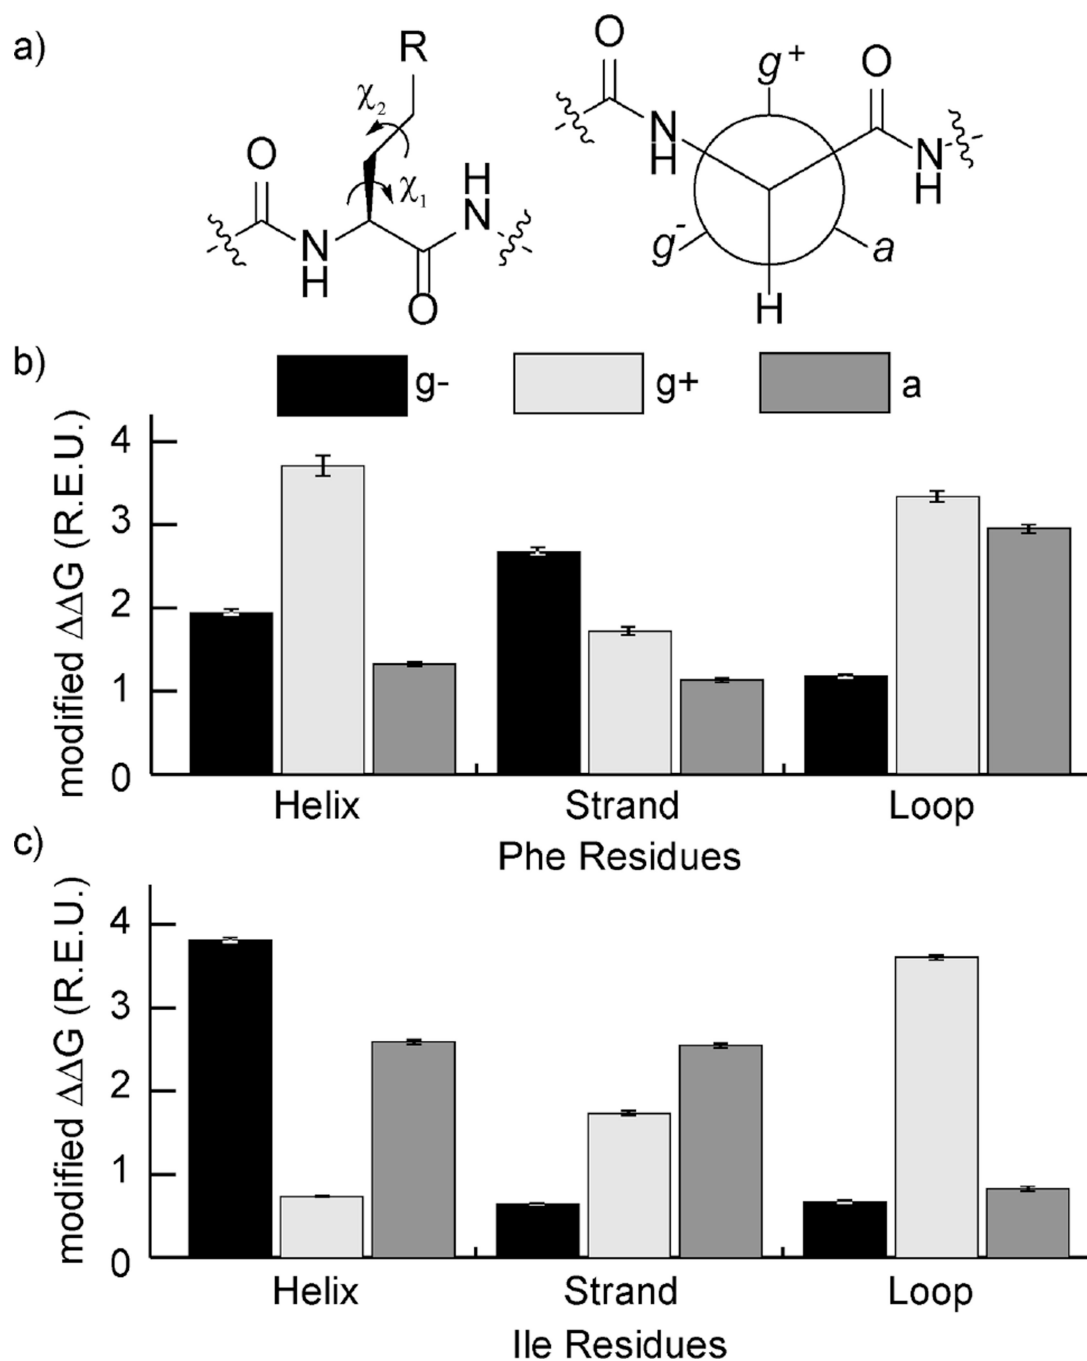 a)
R
χ2
χ1
O
N
H
H
N
O
O
N
H
g+
O
N
H
g-
a
H
b)
g-
g+
a
modified ΔΔG (R.E.U.)
4
3
2
1
0
Helix Strand Loop
Phe Residues
c)
modified ΔΔG (R.E.U.)
4
3
2
1
0
Helix Strand Loop
Ile Residues